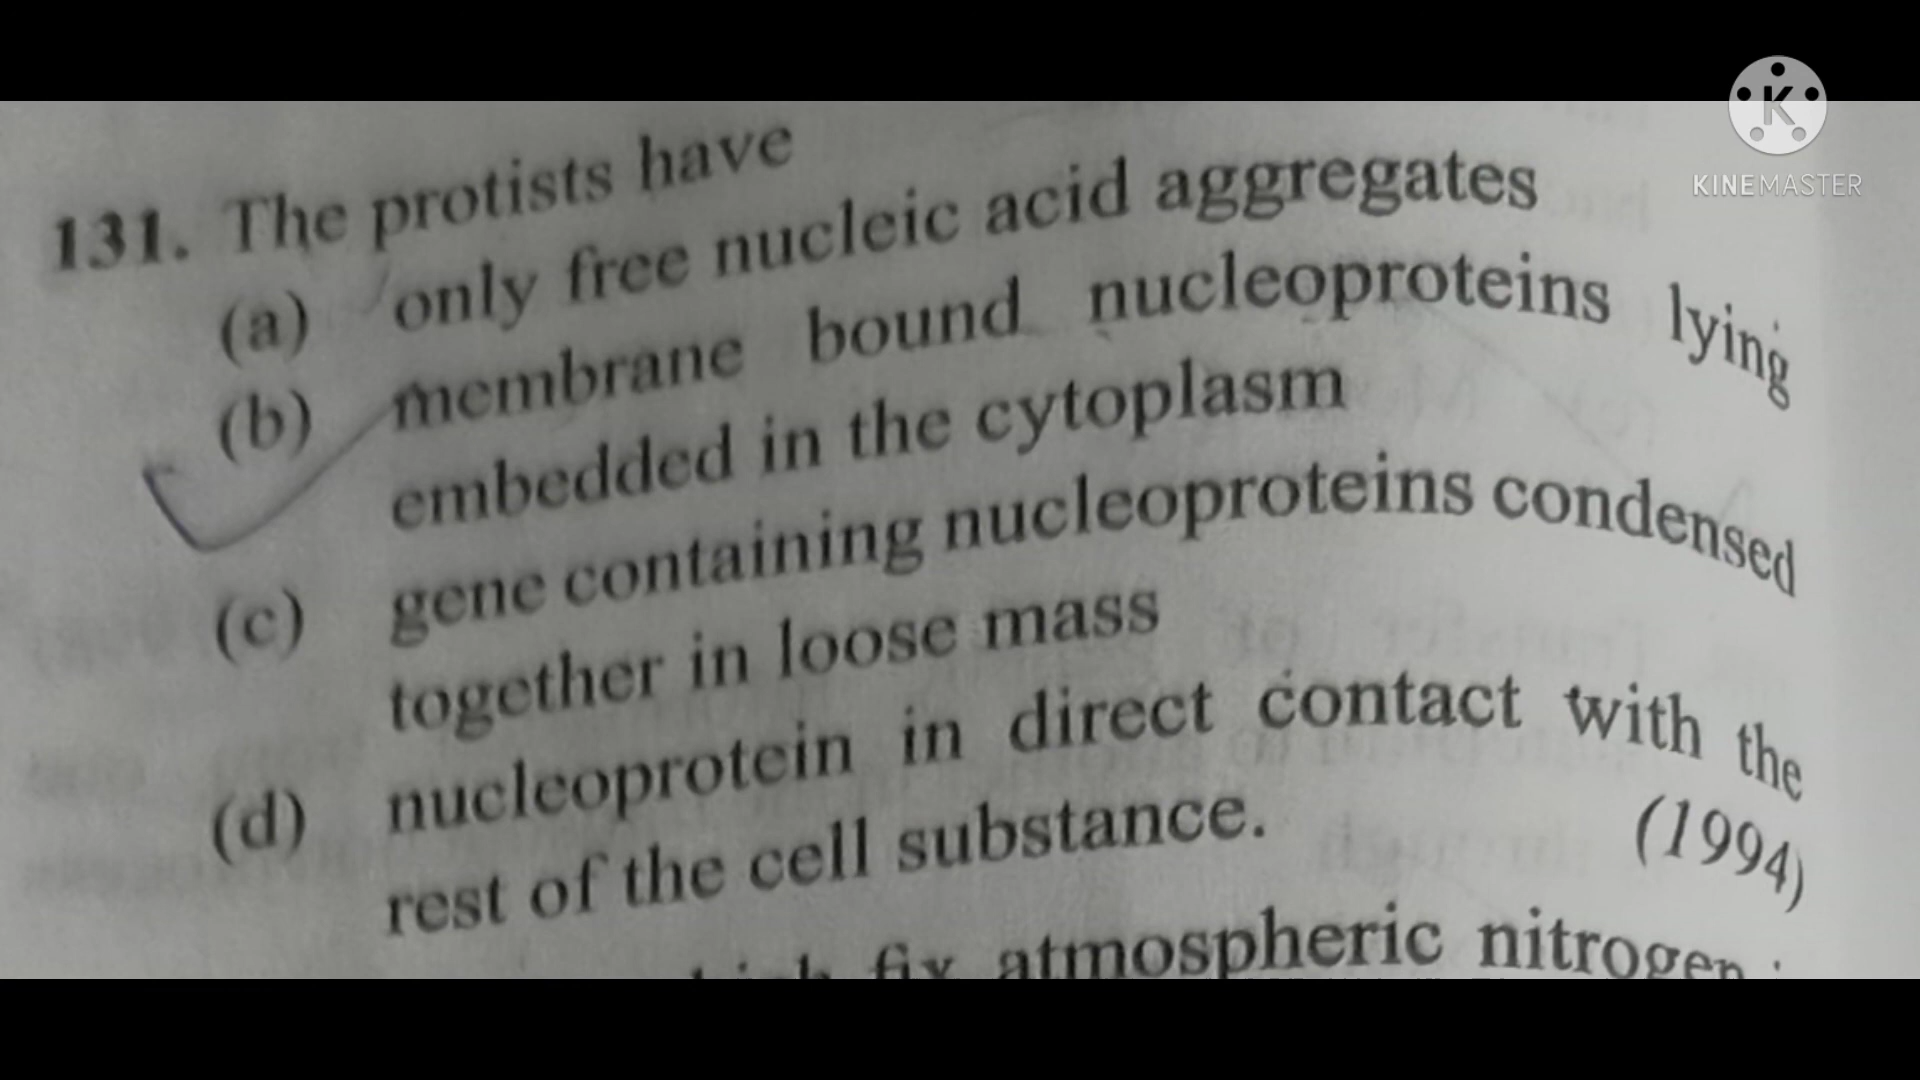 KINEMASTER
131. The protists have
(a) only free nucleic acid aggregates
(b) membrane bound nucleoproteins lying
embedded in the cytoplasm
(c) gene containing nucleoproteins condensed
together in loose mass
(d) nucleoprotein in direct contact with the
rest of the cell substance. (1994)
fix atmospheric nitrogen